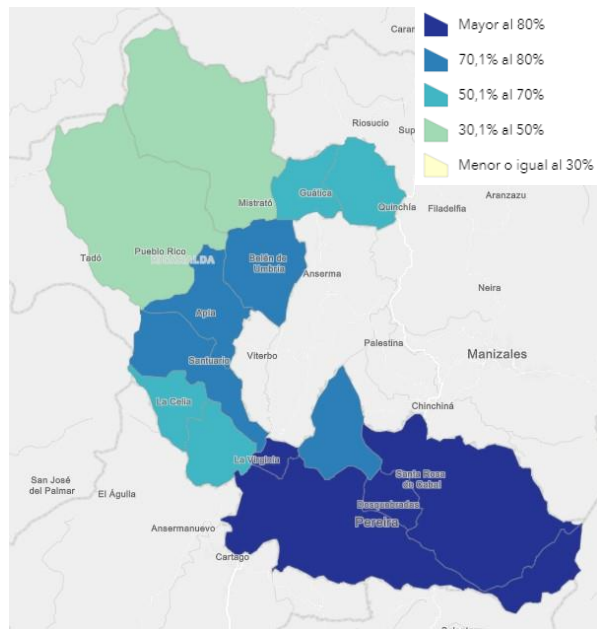 Caran
Mayor al 80%
70,1% al 80%
50,1% al 70%
30,1% al 50%
Menor o igual al 30%
Riosucio
Sup
Guática
Mistrató
Quinchía
Filadelfia
Aranzazu
Tadó
Pueblo Rico
RISARALDA
Belén de
Umbría
Anserma
Neira
Apía
Palestina
Manizales
Santuario
Viterbo
La Celia
Chinchiná
La Virginia
Santa Rosa
de Cabal
San José
del Palmar
El Águila
Dosquebradas
Pereira
Ansermanuevo
Cartago